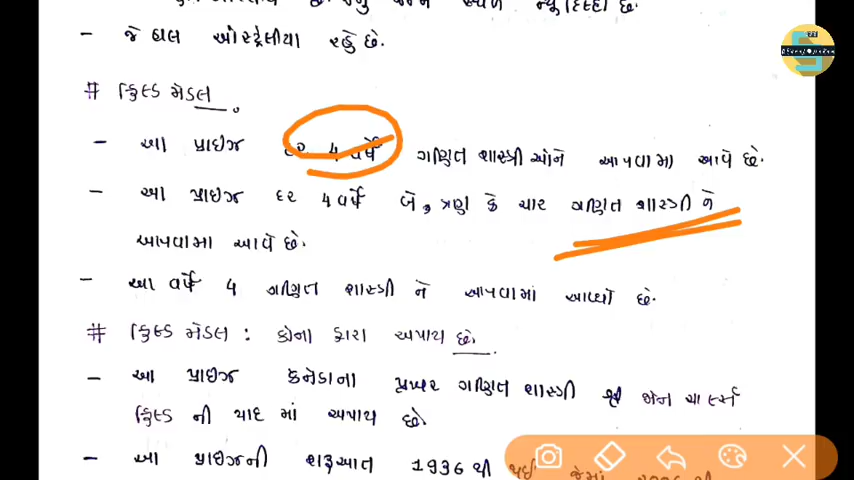 - જે હાલ ઓસ્ટ્રેલીયા રહે છે.
# ફિલ્ડ મેડલ.
- આ પ્રાઇઝ દર 4 વર્ષે ગણિત શાસ્ત્રીઓને આપવામાં આવે છે.
- આ પ્રાઇઝ દર 4 વર્ષે બે, ત્રણ કે ચાર ગણિત શાસ્ત્રી ને
આપવામાં આવે છે.
- આ વર્ષે 4 ગણિત શાસ્ત્રી ને આપવામાં આવ્યો છે.
# ફિલ્ડ મેડલ : કોના દ્વારા અપાય છે.
- આ પ્રાઇઝ કેનેડાના પ્રખર ગણિત શાસ્ત્રી જોન ચાર્લ્સ
ફિલ્ડ ની યાદ માં અપાય છે.
- આ પ્રાઇઝની શરૂઆત 1936 થી થઈ જેમાં